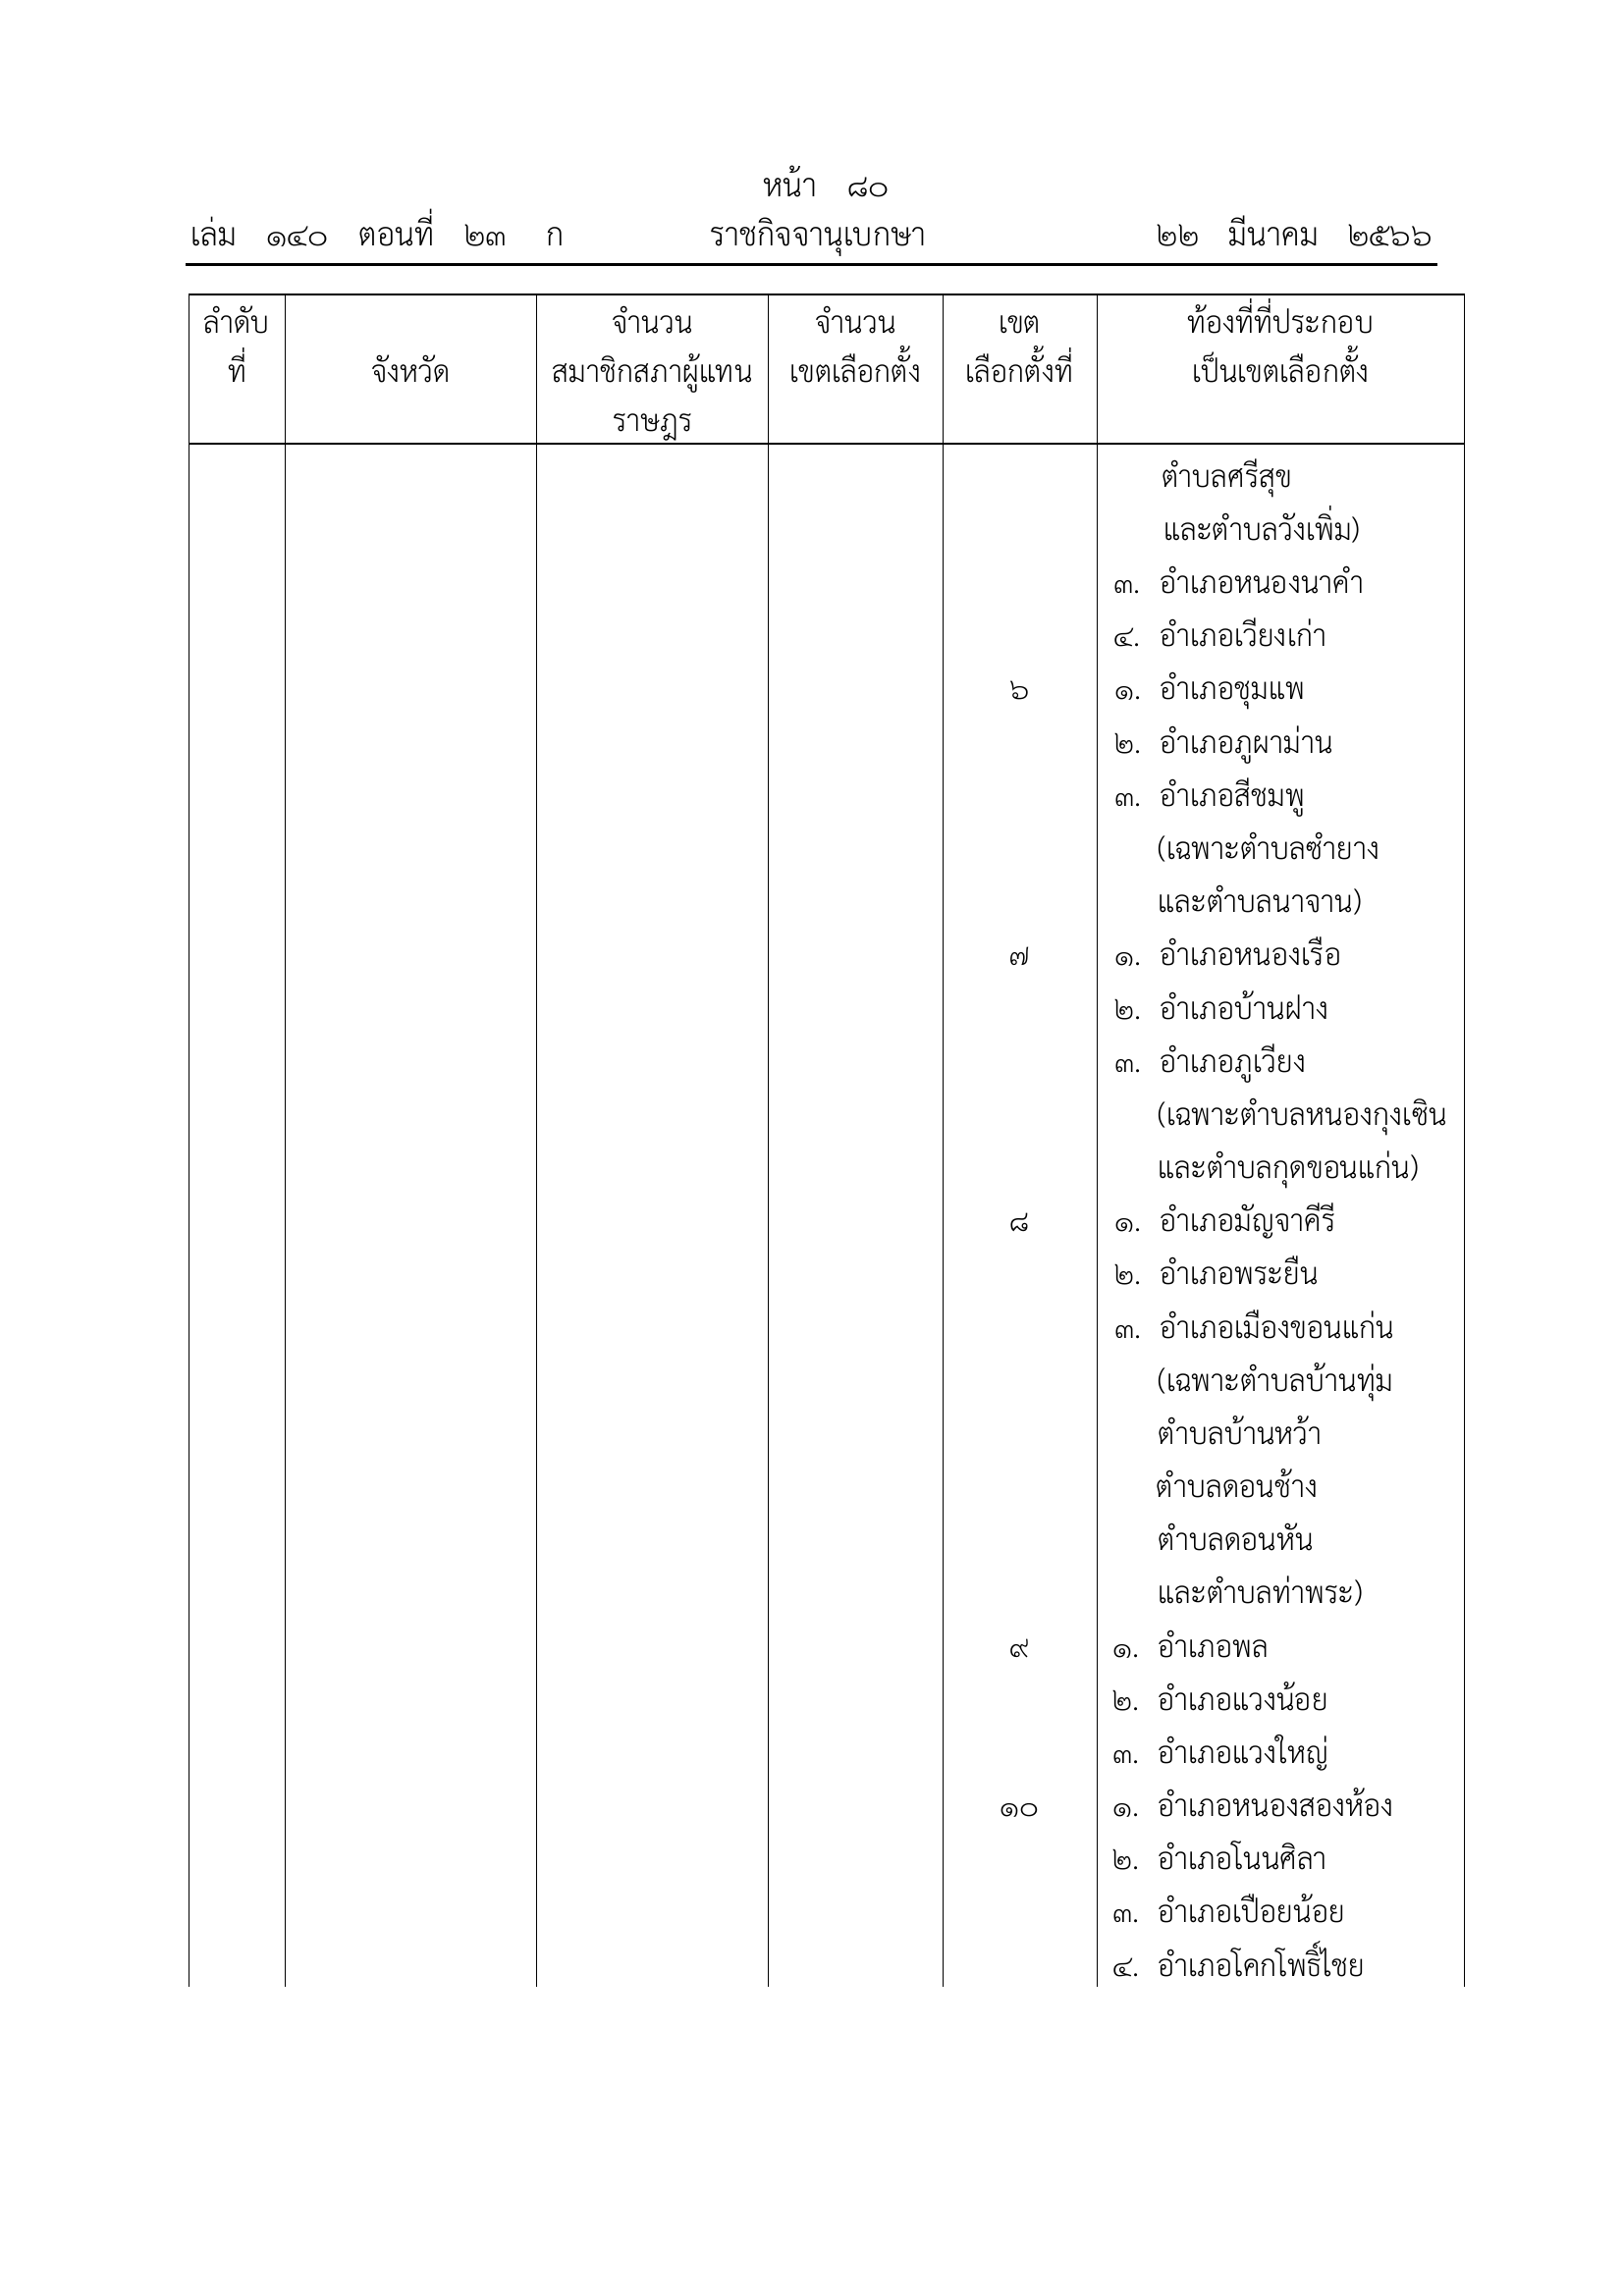 หน้า ๘๐
เล่ม ๑๔๐ ตอนที่ ๒๓ ก ราชกิจจานุเบกษา ๒๒ มีนาคม ๒๕๖๖
ลำดับ จำนวน จำนวน เขต ท้องที่ที่ประกอบ
ที่ จังหวัด สมาชิกสภาผู้แทน เขตเลือกตั้ง เลือกตั้งที่ เป็นเขตเลือกตั้ง
ราษฎร
ตำบลศรีสุข
และตำบลวังเพิ่ม)
๓. อำเภอหนองนาคำ
๔. อำเภอเวียงเก่า
๖ ๑. อำเภอชุมแพ
๒. อำเภอภูผาม่าน
๓. อำเภอสีชมพู
(เฉพาะตำบลซำยาง
และตำบลนาจาน)
๗ ๑. อำเภอหนองเรือ
๒. อำเภอบ้านฝาง
๓. อำเภอภูเวียง
(เฉพาะตำบลหนองกุงเซิน
และตำบลกุดขอนแก่น)
๘ ๑. อำเภอมัญจาคีรี
๒. อำเภอพระยืน
๓. อำเภอเมืองขอนแก่น
(เฉพาะตำบลบ้านทุ่ม
ตำบลบ้านหว้า
ตำบลดอนช้าง
ตำบลดอนหัน
และตำบลท่าพระ)
๙ ๑. อำเภอพล
๒. อำเภอแวงน้อย
๓. อำเภอแวงใหญ่
๑๐ ๑. อำเภอหนองสองห้อง
๒. อำเภอโนนศิลา
๓. อำเภอเปือยน้อย
๔. อำเภอโคกโพธิ์ไชย